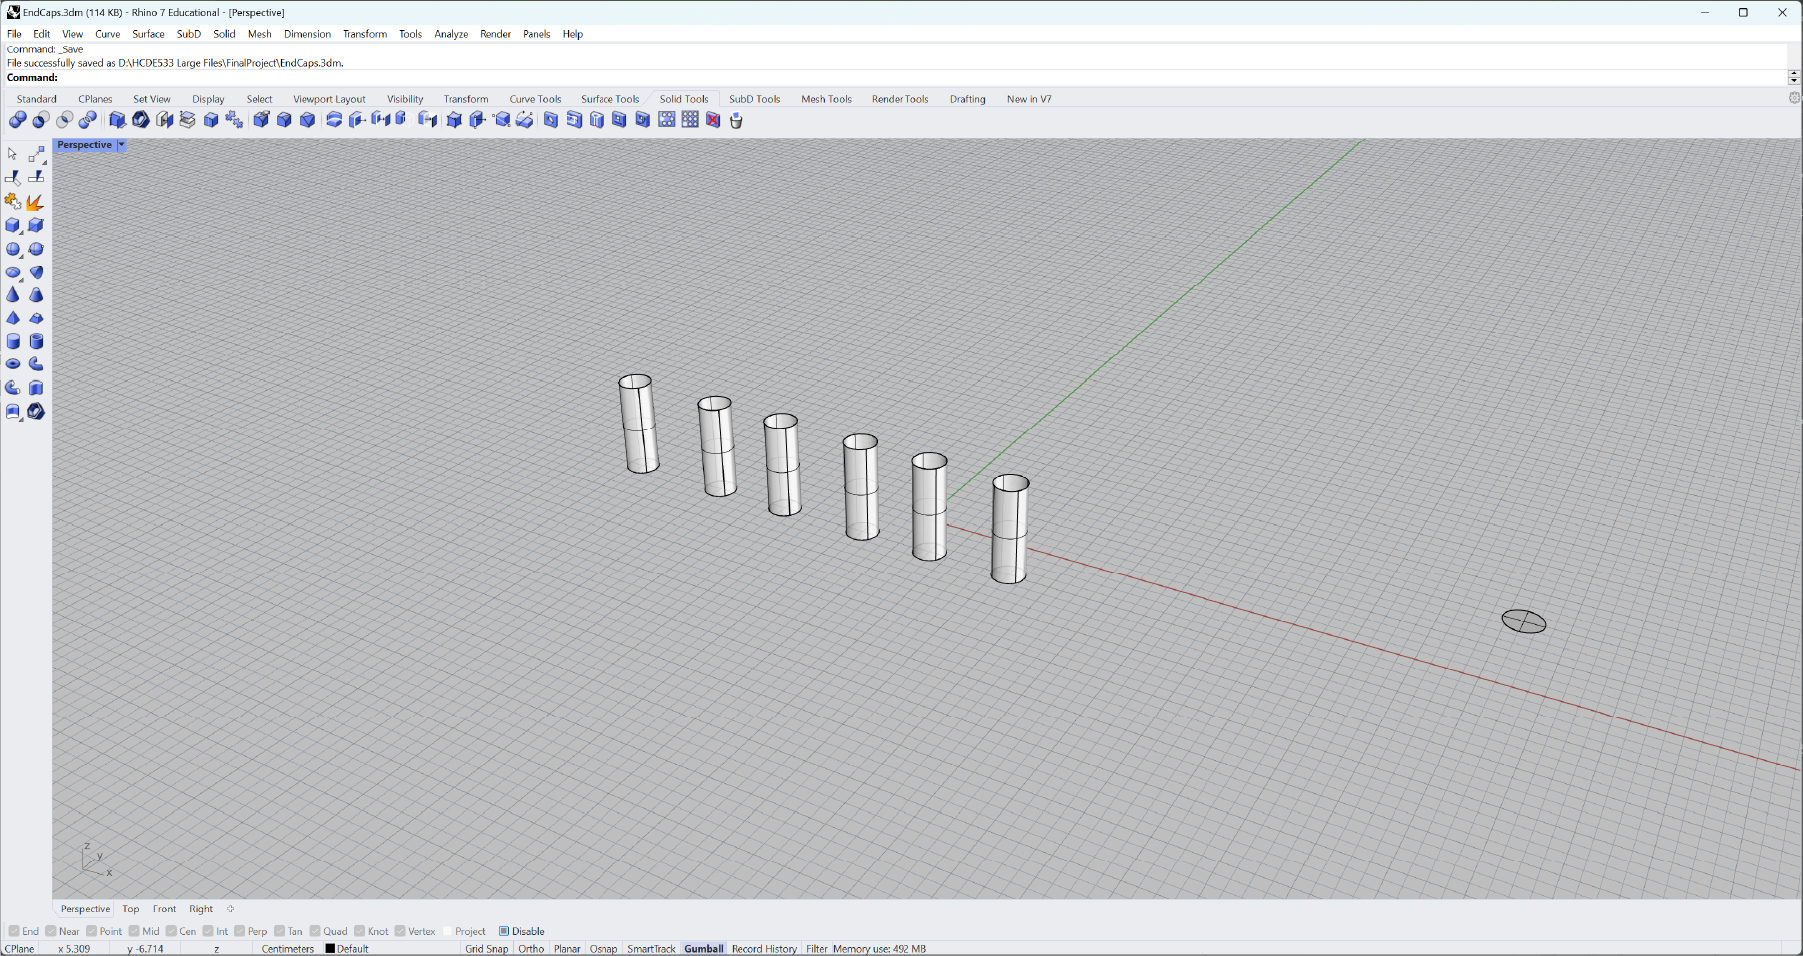 EndCaps.3dm (114 KB) - Rhino 7 Educational - [Perspective]
File Edit View Curve Surface SubD Solid Mesh Dimension Transform Tools Analyze Render Panels Help
Command: _Save
File successfully saved as D:\HCDE533 Large Files\FinalProject\EndCaps.3dm.
Command:
Standard CPlanes Set View Display Select Viewport Layout Visibility Transform Curve Tools Surface Tools Solid Tools SubD Tools Mesh Tools Render Tools Drafting New in V7
Perspective
z
y
x
Perspective Top Front Right
End Near Point Mid Cen Int Perp Tan Quad Knot Vertex Project Disable
CPlane x 5.309 y -6.714 z Centimeters Default Grid Snap Ortho Planar Osnap SmartTrack Gumball Record History Filter Memory use: 492 MB